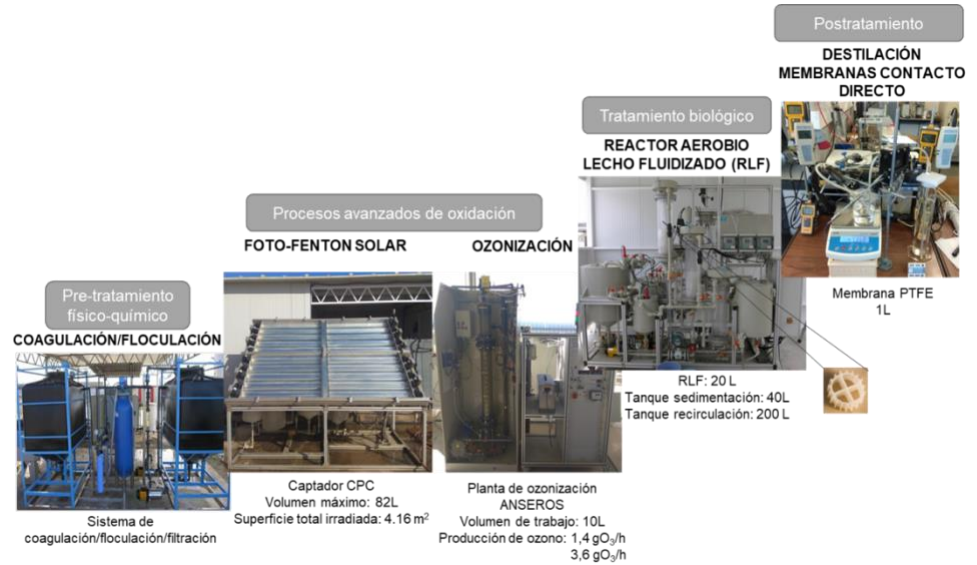 Pre-tratamiento
físico-químico
COAGULACIÓN/FLOCULACIÓN
Sistema de
coagulación/floculación/filtración
Procesos avanzados de oxidación
FOTO-FENTON SOLAR
Captador CPC
Volumen máximo: 82L
Superficie total irradiada: 4.16 m²
OZONIZACIÓN
Planta de ozonización
ANSEROS
Volumen de trabajo: 10L
Producción de ozono: 1,4 gO₃/h
3,6 gO₃/h
Tratamiento biológico
REACTOR AEROBIO
LECHO FLUIDIZADO (RLF)
RLF: 20 L
Tanque sedimentación: 40L
Tanque recirculación: 200 L
Postratamiento
DESTILACIÓN
MEMBRANAS CONTACTO
DIRECTO
Membrana PTFE
1L